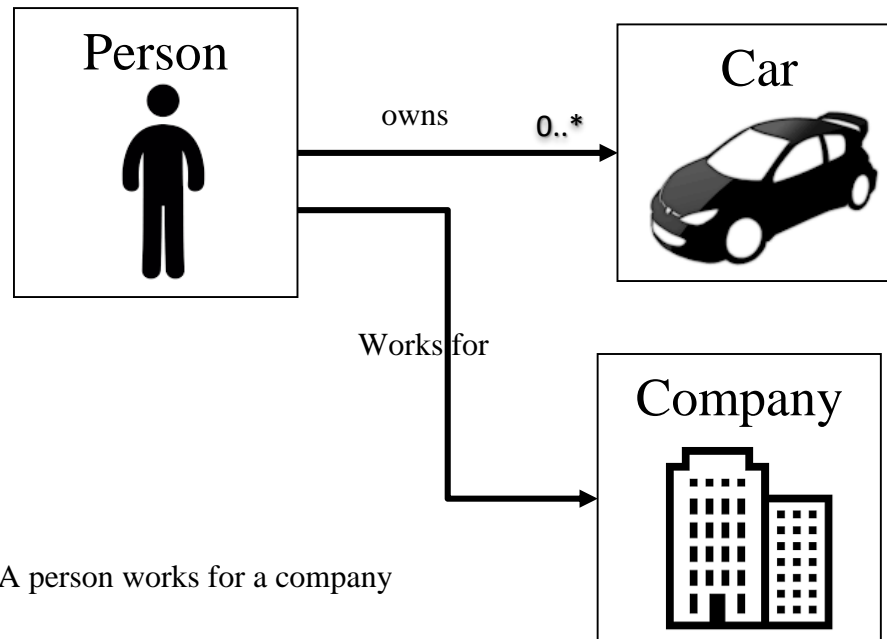 Person
Car
owns
0..*
Works for
Company
A person works for a company